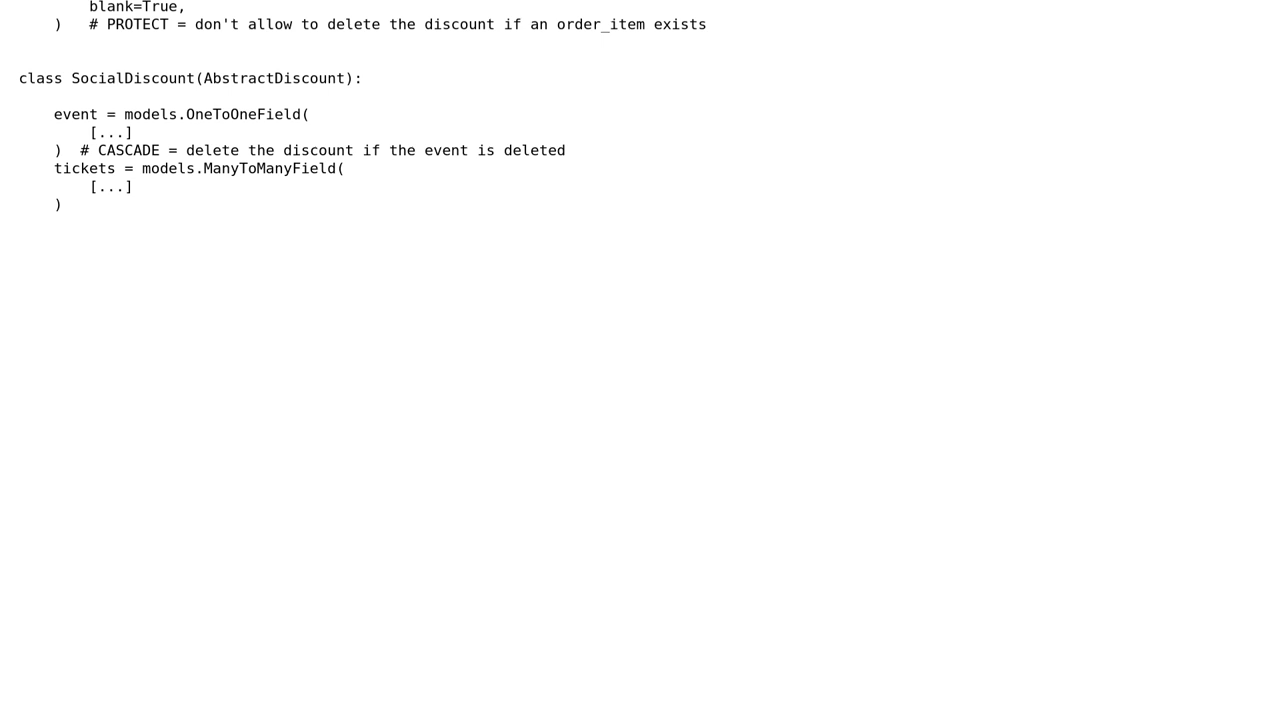 blank=True,
    )   # PROTECT = don't allow to delete the discount if an order_item exists


class SocialDiscount(AbstractDiscount):

    event = models.OneToOneField(
        [...]
    )  # CASCADE = delete the discount if the event is deleted
    tickets = models.ManyToManyField(
        [...]
    )